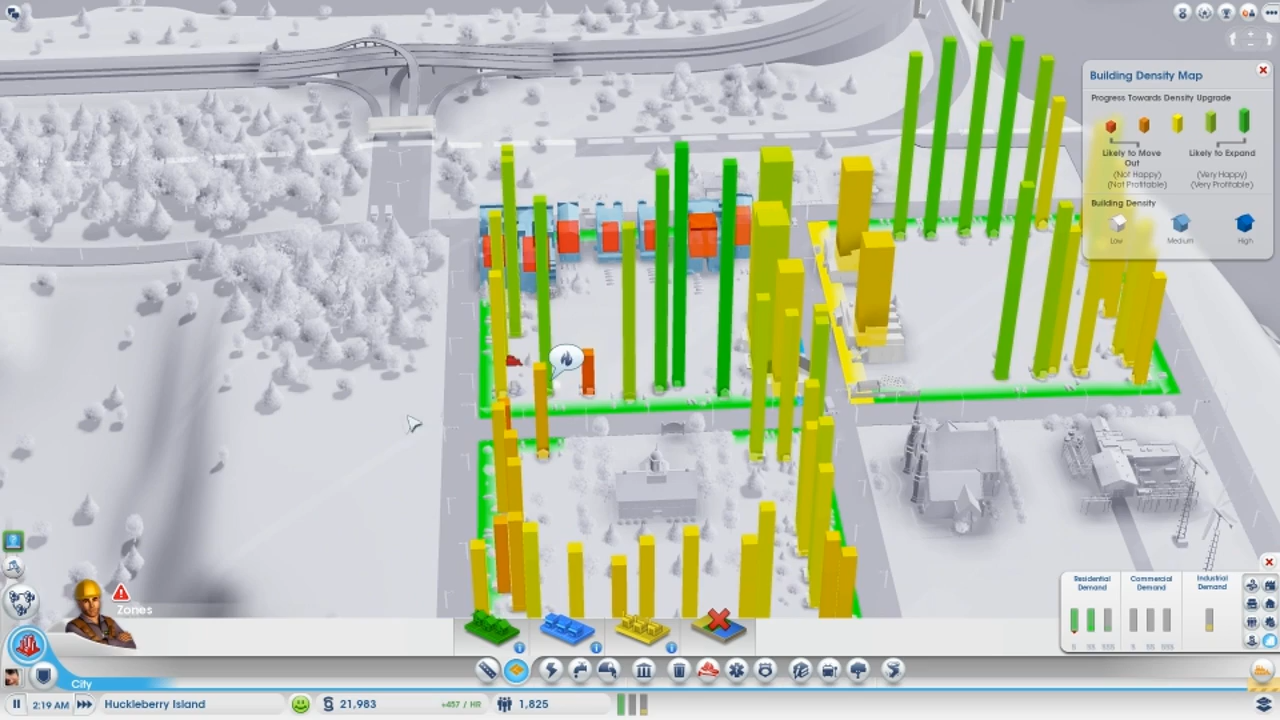 Building Density Map
Progress Towards Density Upgrade
Likely to Move Out
(Not Happy)
(Not Profitable)
Likely to Expand
(Very Happy)
(Very Profitable)
Building Density
Low
Medium
High
Zones
Residential Demand
Commercial Demand
Industrial Demand
City
2:19 AM
Huckleberry Island
21,983
+457 / HR
1,825